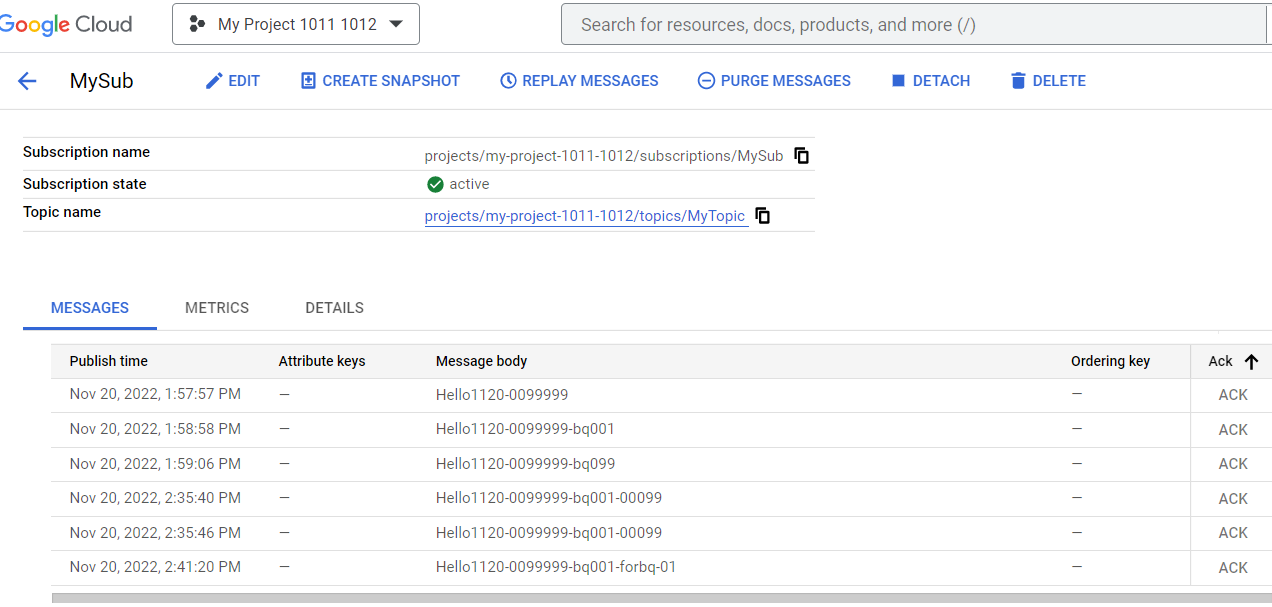 Google Cloud My Project 1011 1012 Search for resources, docs, products, and more (/)
MySub EDIT CREATE SNAPSHOT REPLAY MESSAGES PURGE MESSAGES DETACH DELETE
Subscription name projects/my-project-1011-1012/subscriptions/MySub
Subscription state active
Topic name projects/my-project-1011-1012/topics/MyTopic
MESSAGES METRICS DETAILS
Publish time Attribute keys Message body Ordering key Ack
Nov 20, 2022, 1:57:57 PM — Hello1120-0099999 — ACK
Nov 20, 2022, 1:58:58 PM — Hello1120-0099999-bq001 — ACK
Nov 20, 2022, 1:59:06 PM — Hello1120-0099999-bq099 — ACK
Nov 20, 2022, 2:35:40 PM — Hello1120-0099999-bq001-00099 — ACK
Nov 20, 2022, 2:35:46 PM — Hello1120-0099999-bq001-00099 — ACK
Nov 20, 2022, 2:41:20 PM — Hello1120-0099999-bq001-forbq-01 — ACK